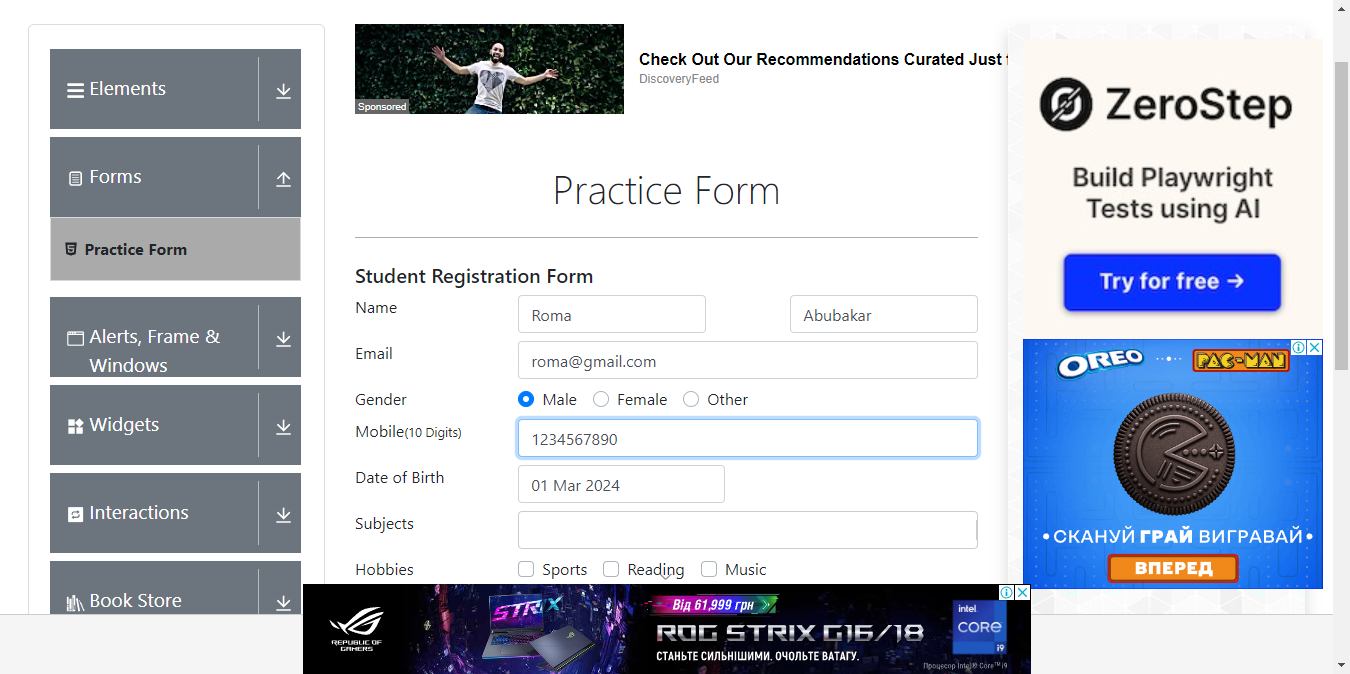 Elements
Forms
Practice Form
Alerts, Frame &
Windows
Widgets
Interactions
Book Store
Sponsored
Check Out Our Recommendations Curated Just f
DiscoveryFeed
Practice Form
Student Registration Form
Name
Roma
Abubakar
Email
roma@gmail.com
Gender
Male
Female
Other
Mobile(10 Digits)
1234567890
Date of Birth
01 Mar 2024
Subjects
Hobbies
Sports
Reading
Music
ZeroStep
Build Playwright
Tests using AI
Try for free →
OREO
PAC-MAN
•СКАНУЙ ГРАЙ ВИГРАВАЙ•
ВПЕРЕД
REPUBLIC OF
GAMERS
STRIX
Від 61,999 грн
ROG STRIX G16/18
СТАНЬТЕ СИЛЬНІШИМИ. ОЧОЛЬТЕ ВАТАГУ.
intel
CORE
i9
Процесор Intel® Core™ i9